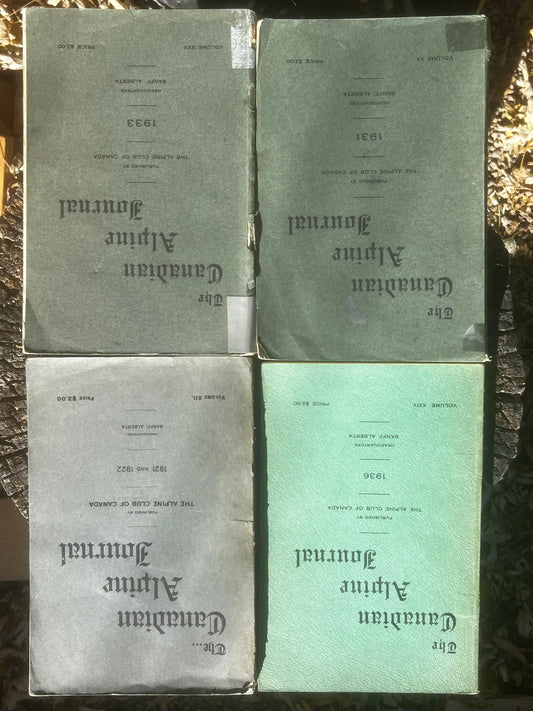 The
Canadian
Alpine
Journal
PUBLISHED BY
THE ALPINE CLUB OF CANADA
1936
HEADQUARTERS
BANFF, ALBERTA
VOLUME XXIV PRICE $2.00
The...
Canadian
Alpine
Journal
PUBLISHED BY
THE ALPINE CLUB OF CANADA
1921 AND 1922
HEADQUARTERS
BANFF, ALBERTA
VOLUME XII. PRICE $2.00
The
Canadian
Alpine
Journal
PUBLISHED BY
THE ALPINE CLUB OF CANADA
1931
HEADQUARTERS
BANFF, ALBERTA
VOLUME PRICE $2.00
The
Canadian
Alpine
Journal
PUBLISHED BY
THE ALPINE CLUB OF CANADA
1933
HEADQUARTERS
BANFF, ALBERTA
VOLUME PRICE $2.00